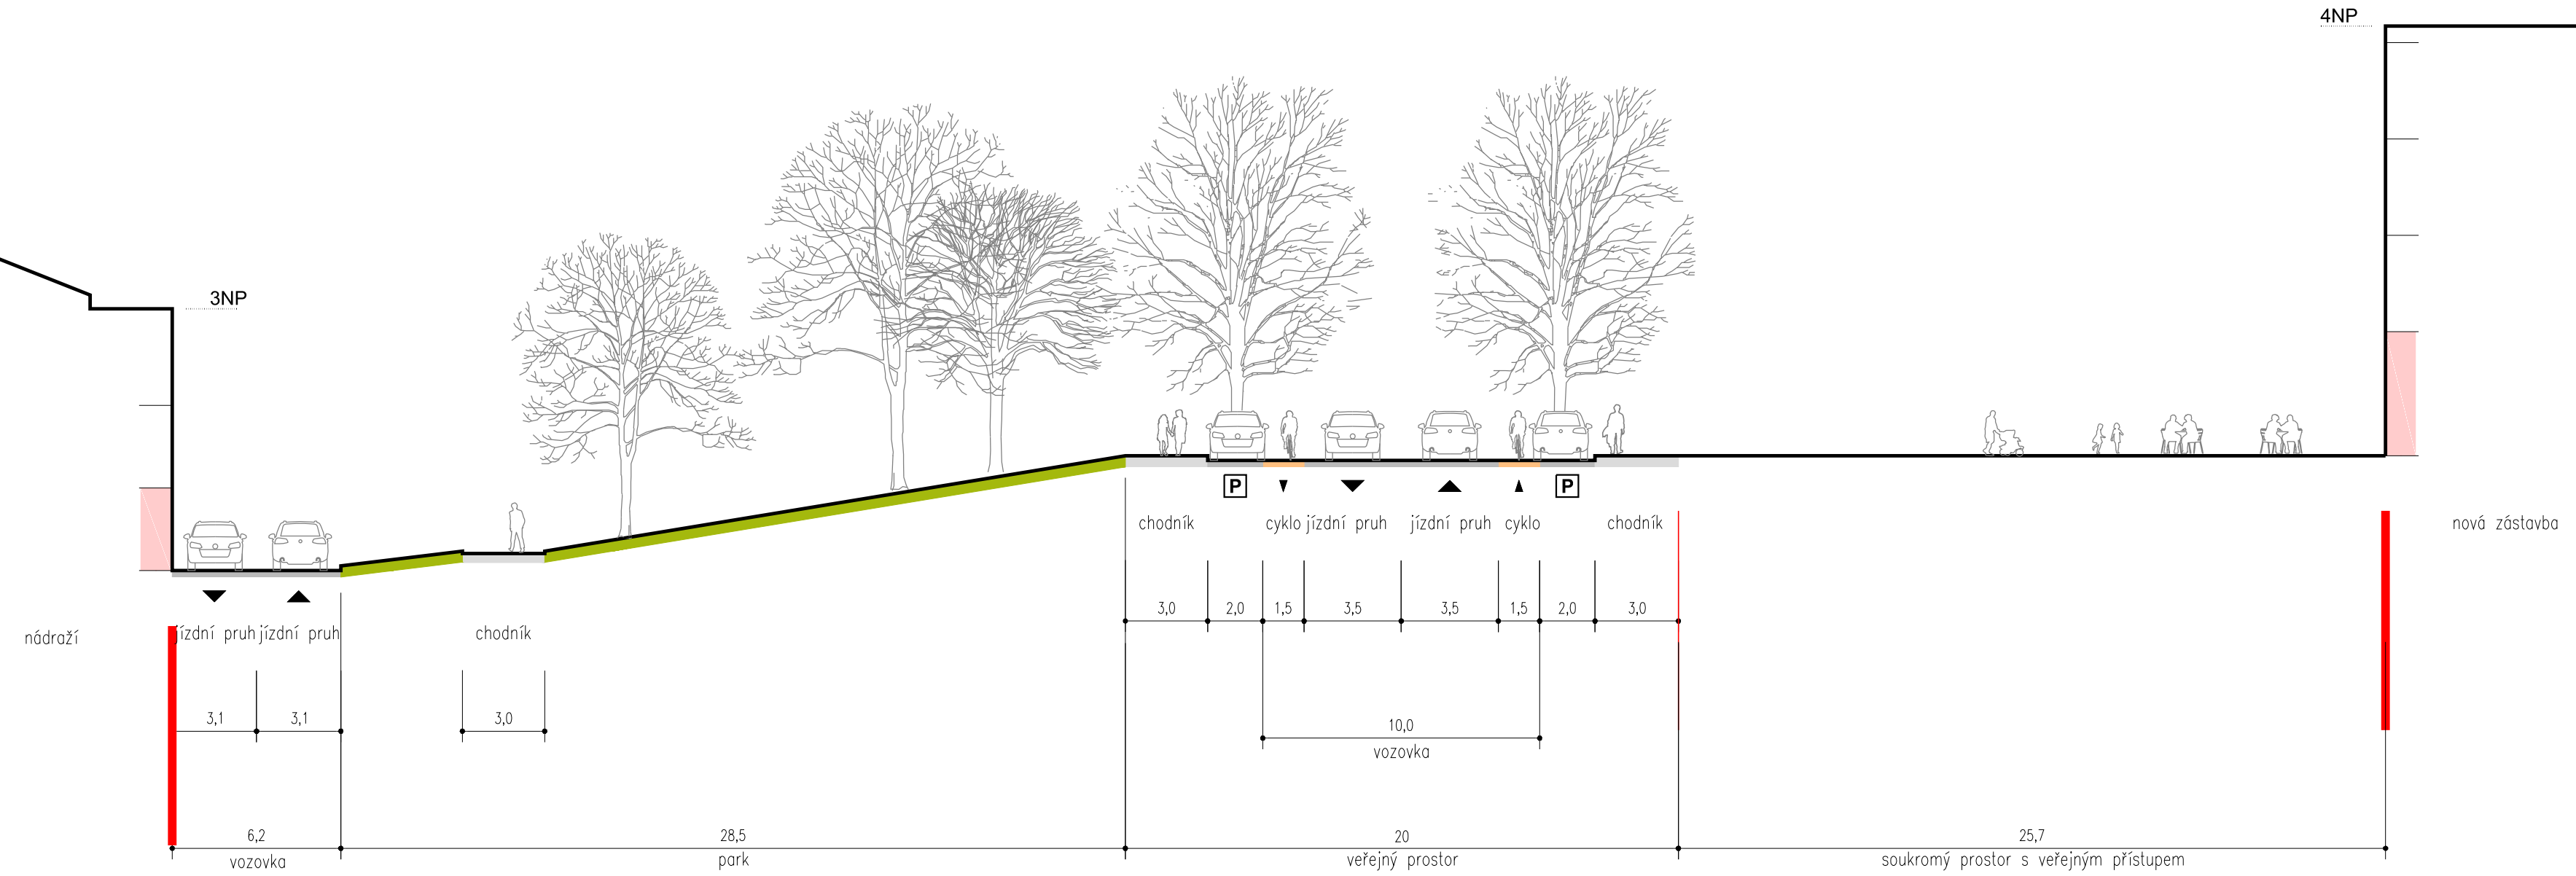 4NP
3NP
P P
chodník cyklo jízdní pruh jízdní pruh cyklo chodník nová zástavba
3,0 2,0 1,5 3,5 3,5 1,5 2,0 3,0
nádraží jízdní pruh jízdní pruh chodník
3,1 3,1 3,0
10,0
vozovka
6,2 28,5 20 25,7
vozovka park veřejný prostor soukromý prostor s veřejným přístupem